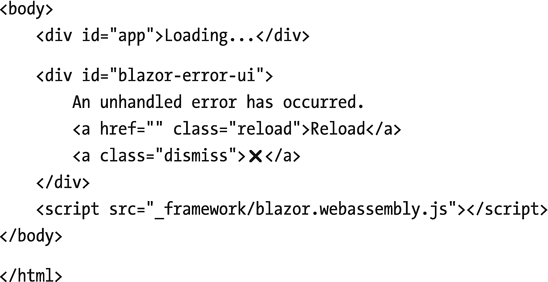 <body>
    <div id="app">Loading...</div>

    <div id="blazor-error-ui">
        An unhandled error has occurred.
        <a href="" class="reload">Reload</a>
        <a class="dismiss">🗙</a>
    </div>
    <script src="_framework/blazor.webassembly.js"></script>
</body>

</html>